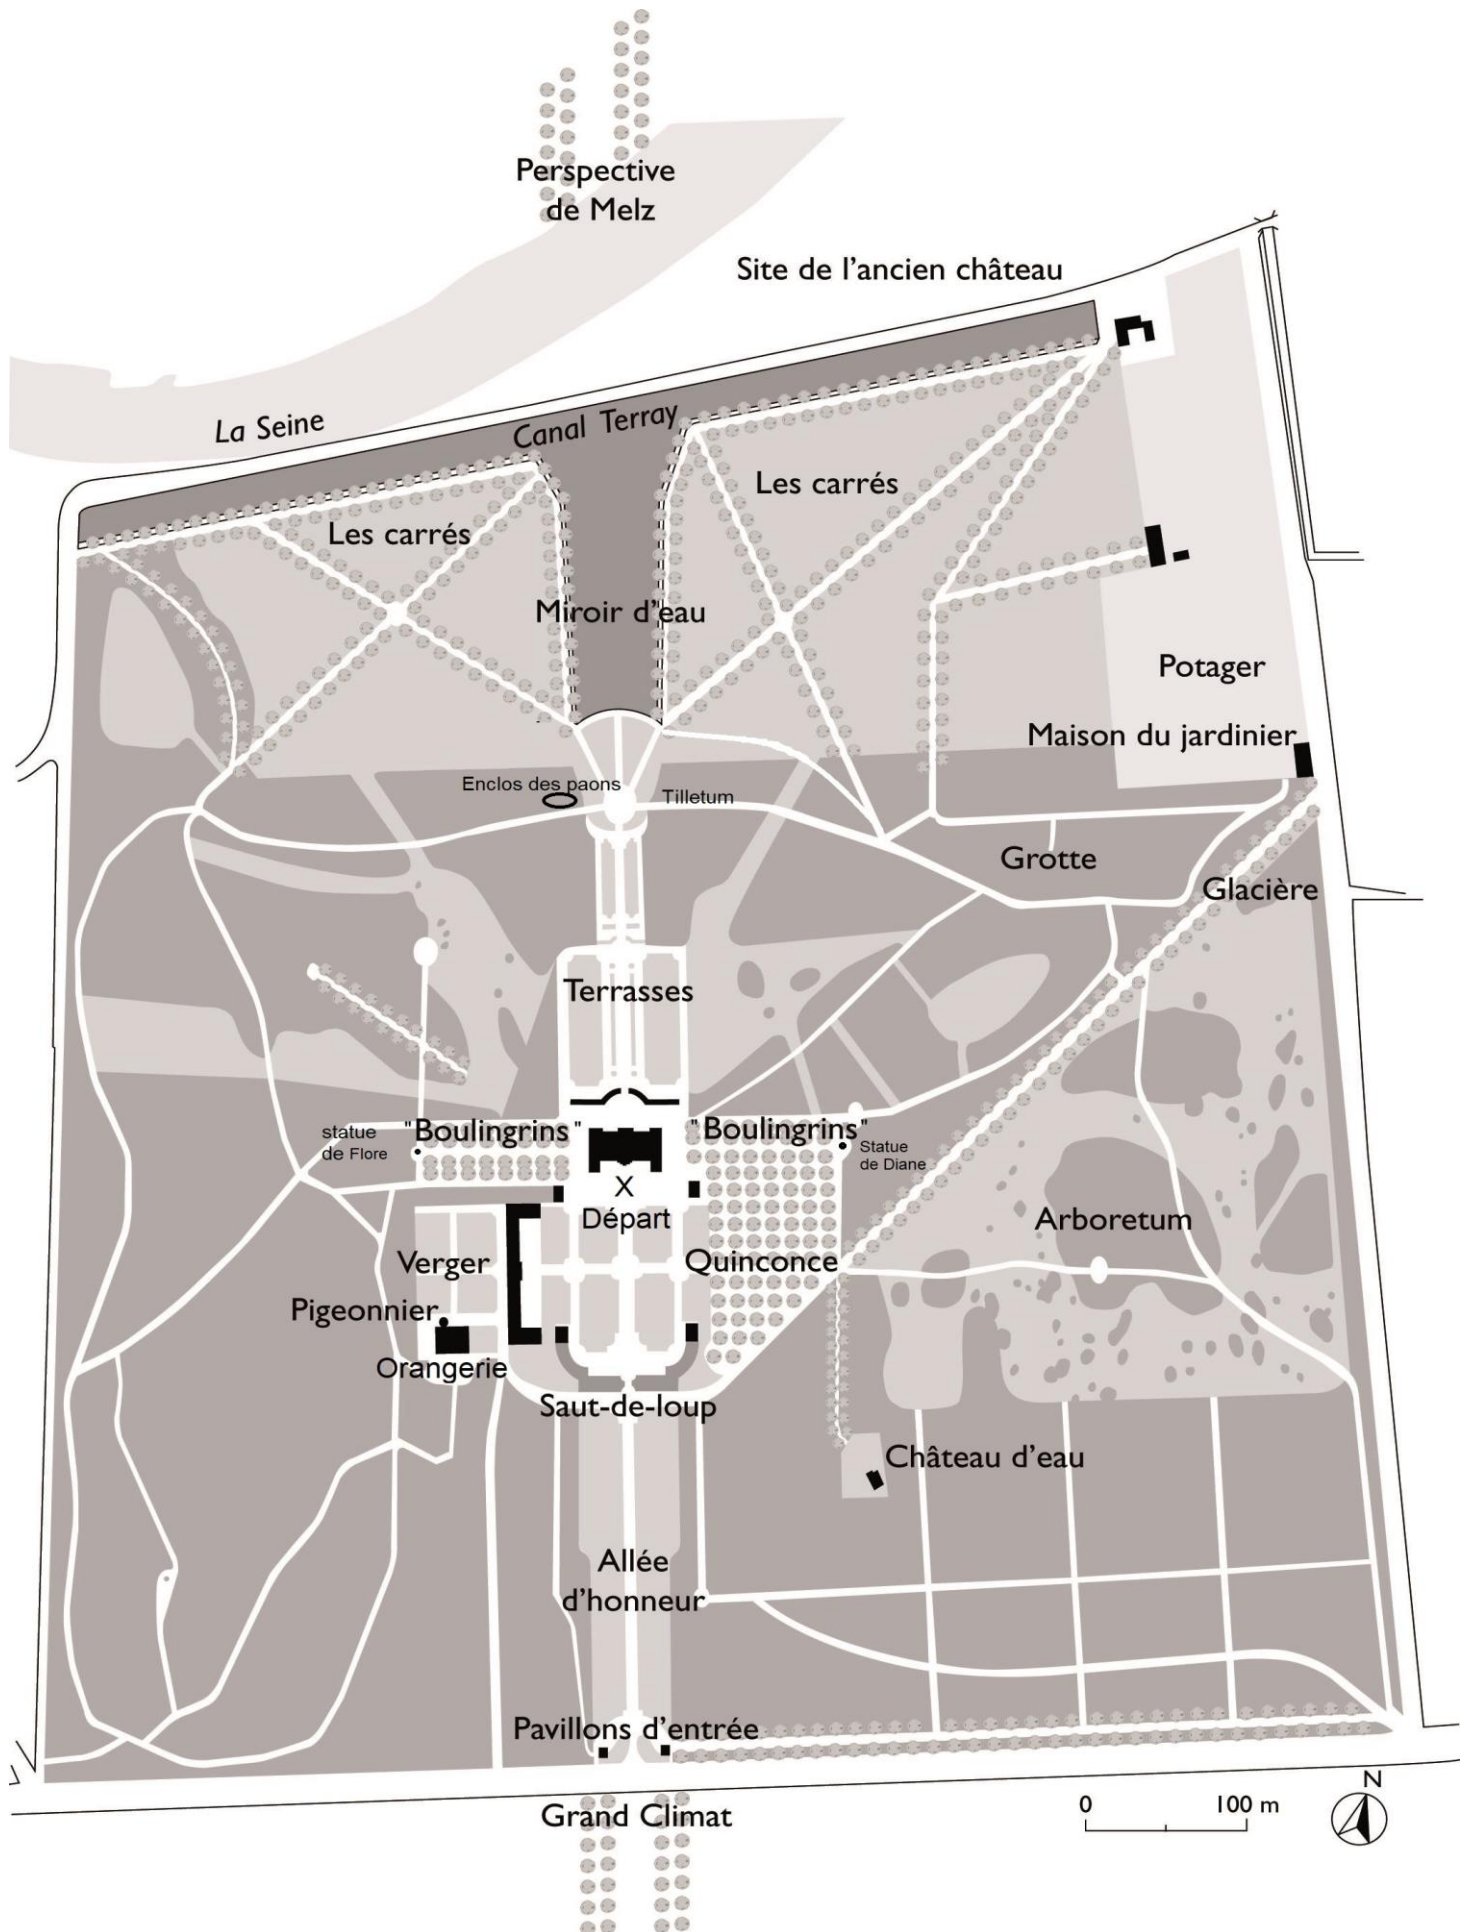 Perspective
de Melz
Site de l'ancien château
La Seine
Canal Terray
Les carrés
Les carrés
Miroir d'eau
Potager
Maison du jardinier
Enclos des paons
Tilletum
Grotte
Glacière
Terrasses
statue
de Flore
"Boulingrins"
"Boulingrins"
Statue
de Diane
X
Départ
Arboretum
Verger
Quinconce
Pigeonnier
Orangerie
Saut-de-loup
Château d'eau
Allée
d'honneur
Pavillons d'entrée
Grand Climat
0 100 m
N